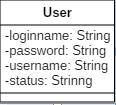 User
-loginname: String
-password: String
-username: String
-status: Strinng